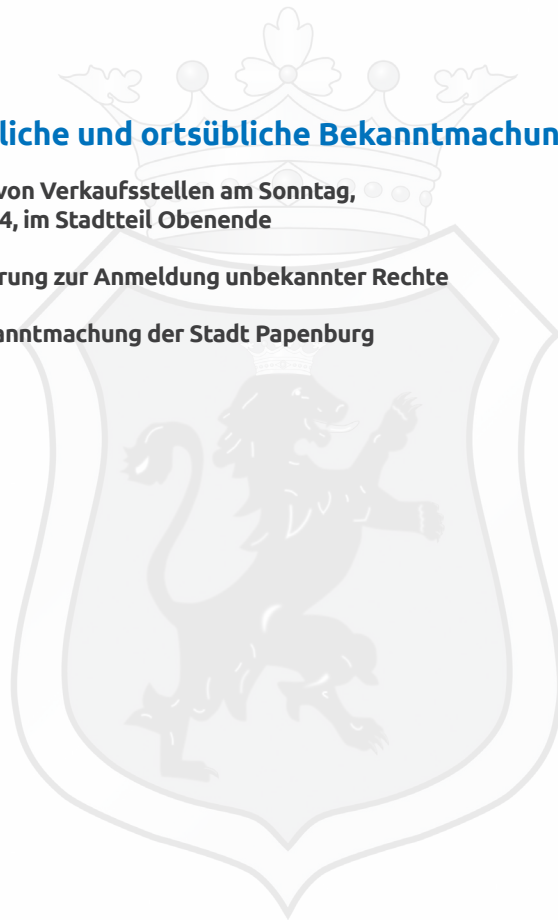 liche und ortsübliche Bekanntmachun
von Verkaufsstellen am Sonntag,
4, im Stadtteil Obenende
rung zur Anmeldung unbekannter Rechte
anntmachung der Stadt Papenburg